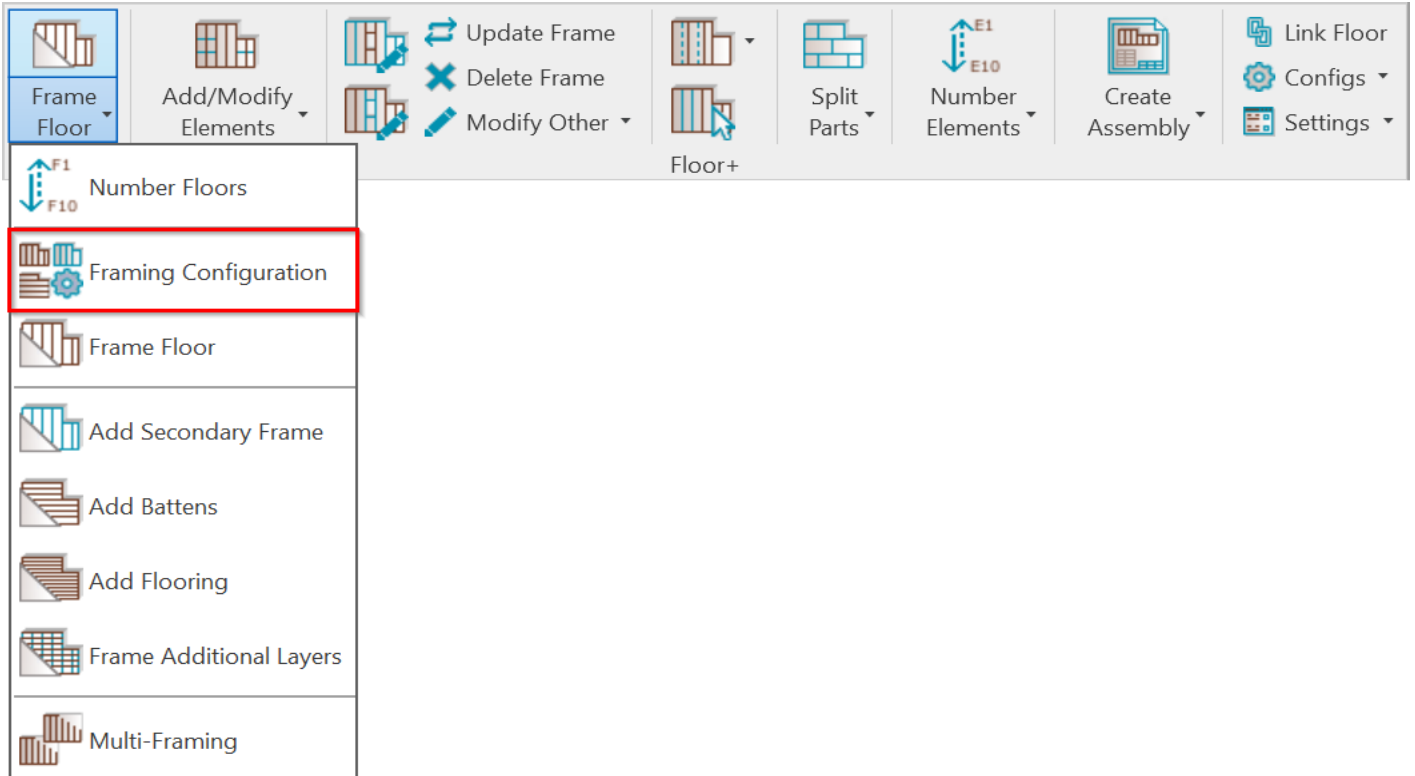 Frame
Floor
Add/Modify
Elements
Update Frame
Delete Frame
Modify Other
Split
Parts
E1
E10
Number
Elements
Create
Assembly
Link Floor
Configs
Settings
Floor+
F1
F10
Number Floors
Framing Configuration
Frame Floor
Add Secondary Frame
Add Battens
Add Flooring
Frame Additional Layers
Multi-Framing